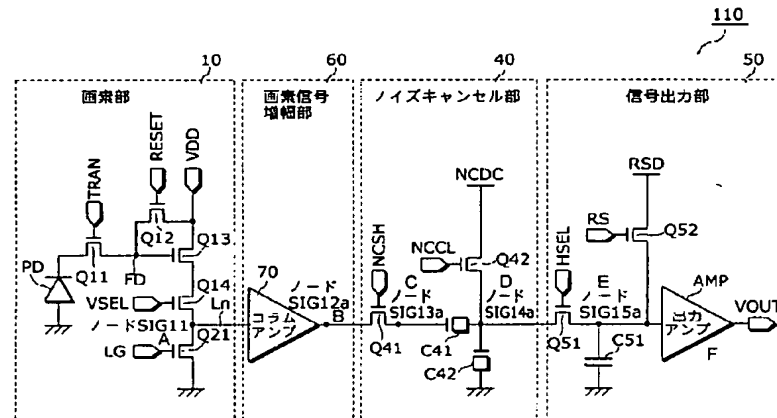 110
10
60
40
50
画素部
画素信号
増幅部
ノイズキャンセル部
信号出力部
TRAN
RESET
VDD
NCDC
RSD
Q12
Q13
NCSH
HSEL
RS
Q52
PD
Q11
FD
NCCL
Q42
AMP
VSEL
Q14
Ln
70
ノード
SIG12a
C
ノード
SIG13a
D
ノード
SIG14a
E
ノード
SIG15a
VOUT
ノードSIG11
コラム
アンプ
B
出力
アンプ
LG
A
Q21
Q41
C41
C42
Q51
C51
F